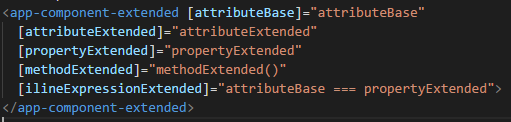 <app-component-extended [attributeBase]="attributeBase"
[attributeExtended]="attributeExtended"
[propertyExtended]="propertyExtended"
[methodExtended]="methodExtended()"
[ilineExpressionExtended]="attributeBase === propertyExtended">
</app-component-extended>